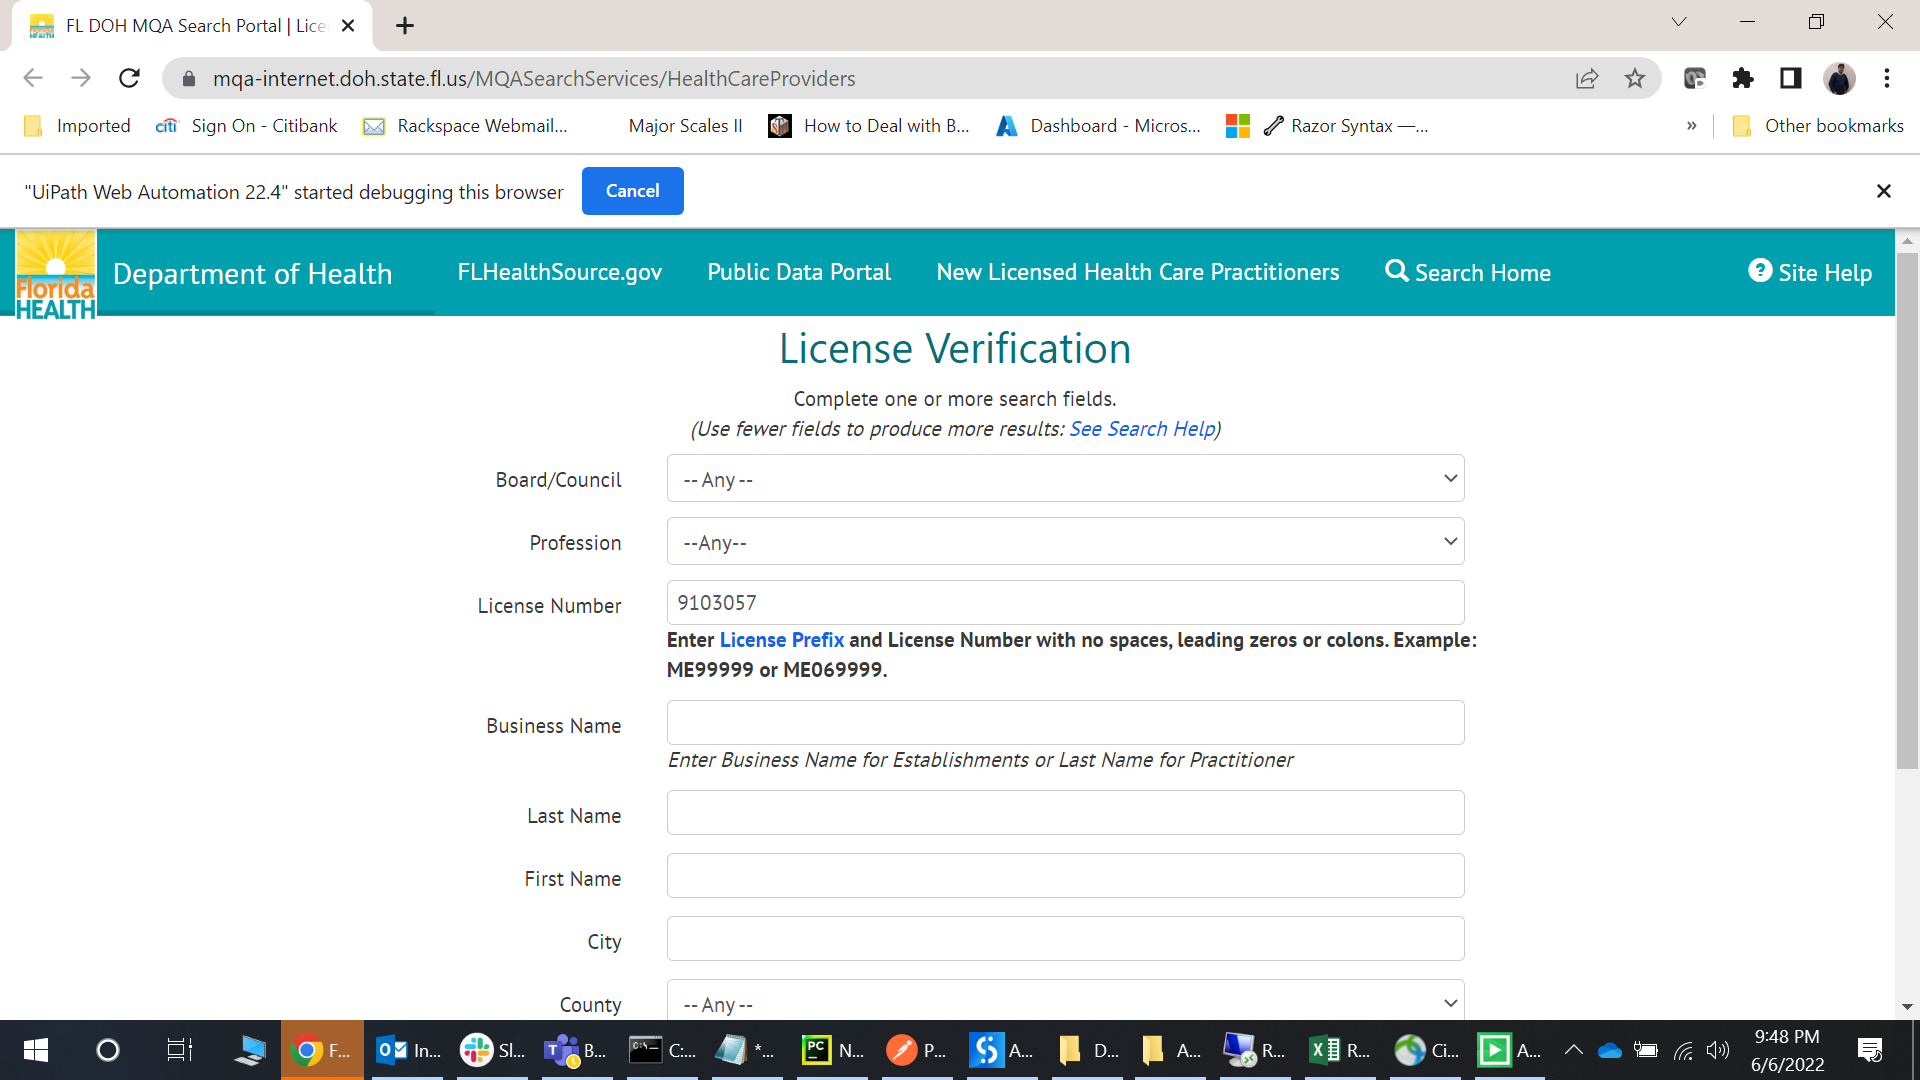 FL DOH MQA Search Portal | Lice
mqa-internet.doh.state.fl.us/MQASearchServices/HealthCareProviders
Imported Sign On - Citibank Rackspace Webmail... Major Scales II How to Deal with B... Dashboard - Micros... Razor Syntax —... » Other bookmarks
"UiPath Web Automation 22.4" started debugging this browser Cancel
Florida HEALTH
Department of Health FLHealthSource.gov Public Data Portal New Licensed Health Care Practitioners Search Home Site Help
License Verification
Complete one or more search fields.
(Use fewer fields to produce more results: See Search Help)
Board/Council -- Any --
Profession --Any--
License Number 9103057
Enter License Prefix and License Number with no spaces, leading zeros or colons. Example:
ME99999 or ME069999.
Business Name
Enter Business Name for Establishments or Last Name for Practitioner
Last Name
First Name
City
County -- Any --
F... In... Sl... B... C:... *... N... P... A... D... A... R... R... Ci... A... 9:48 PM
6/6/2022